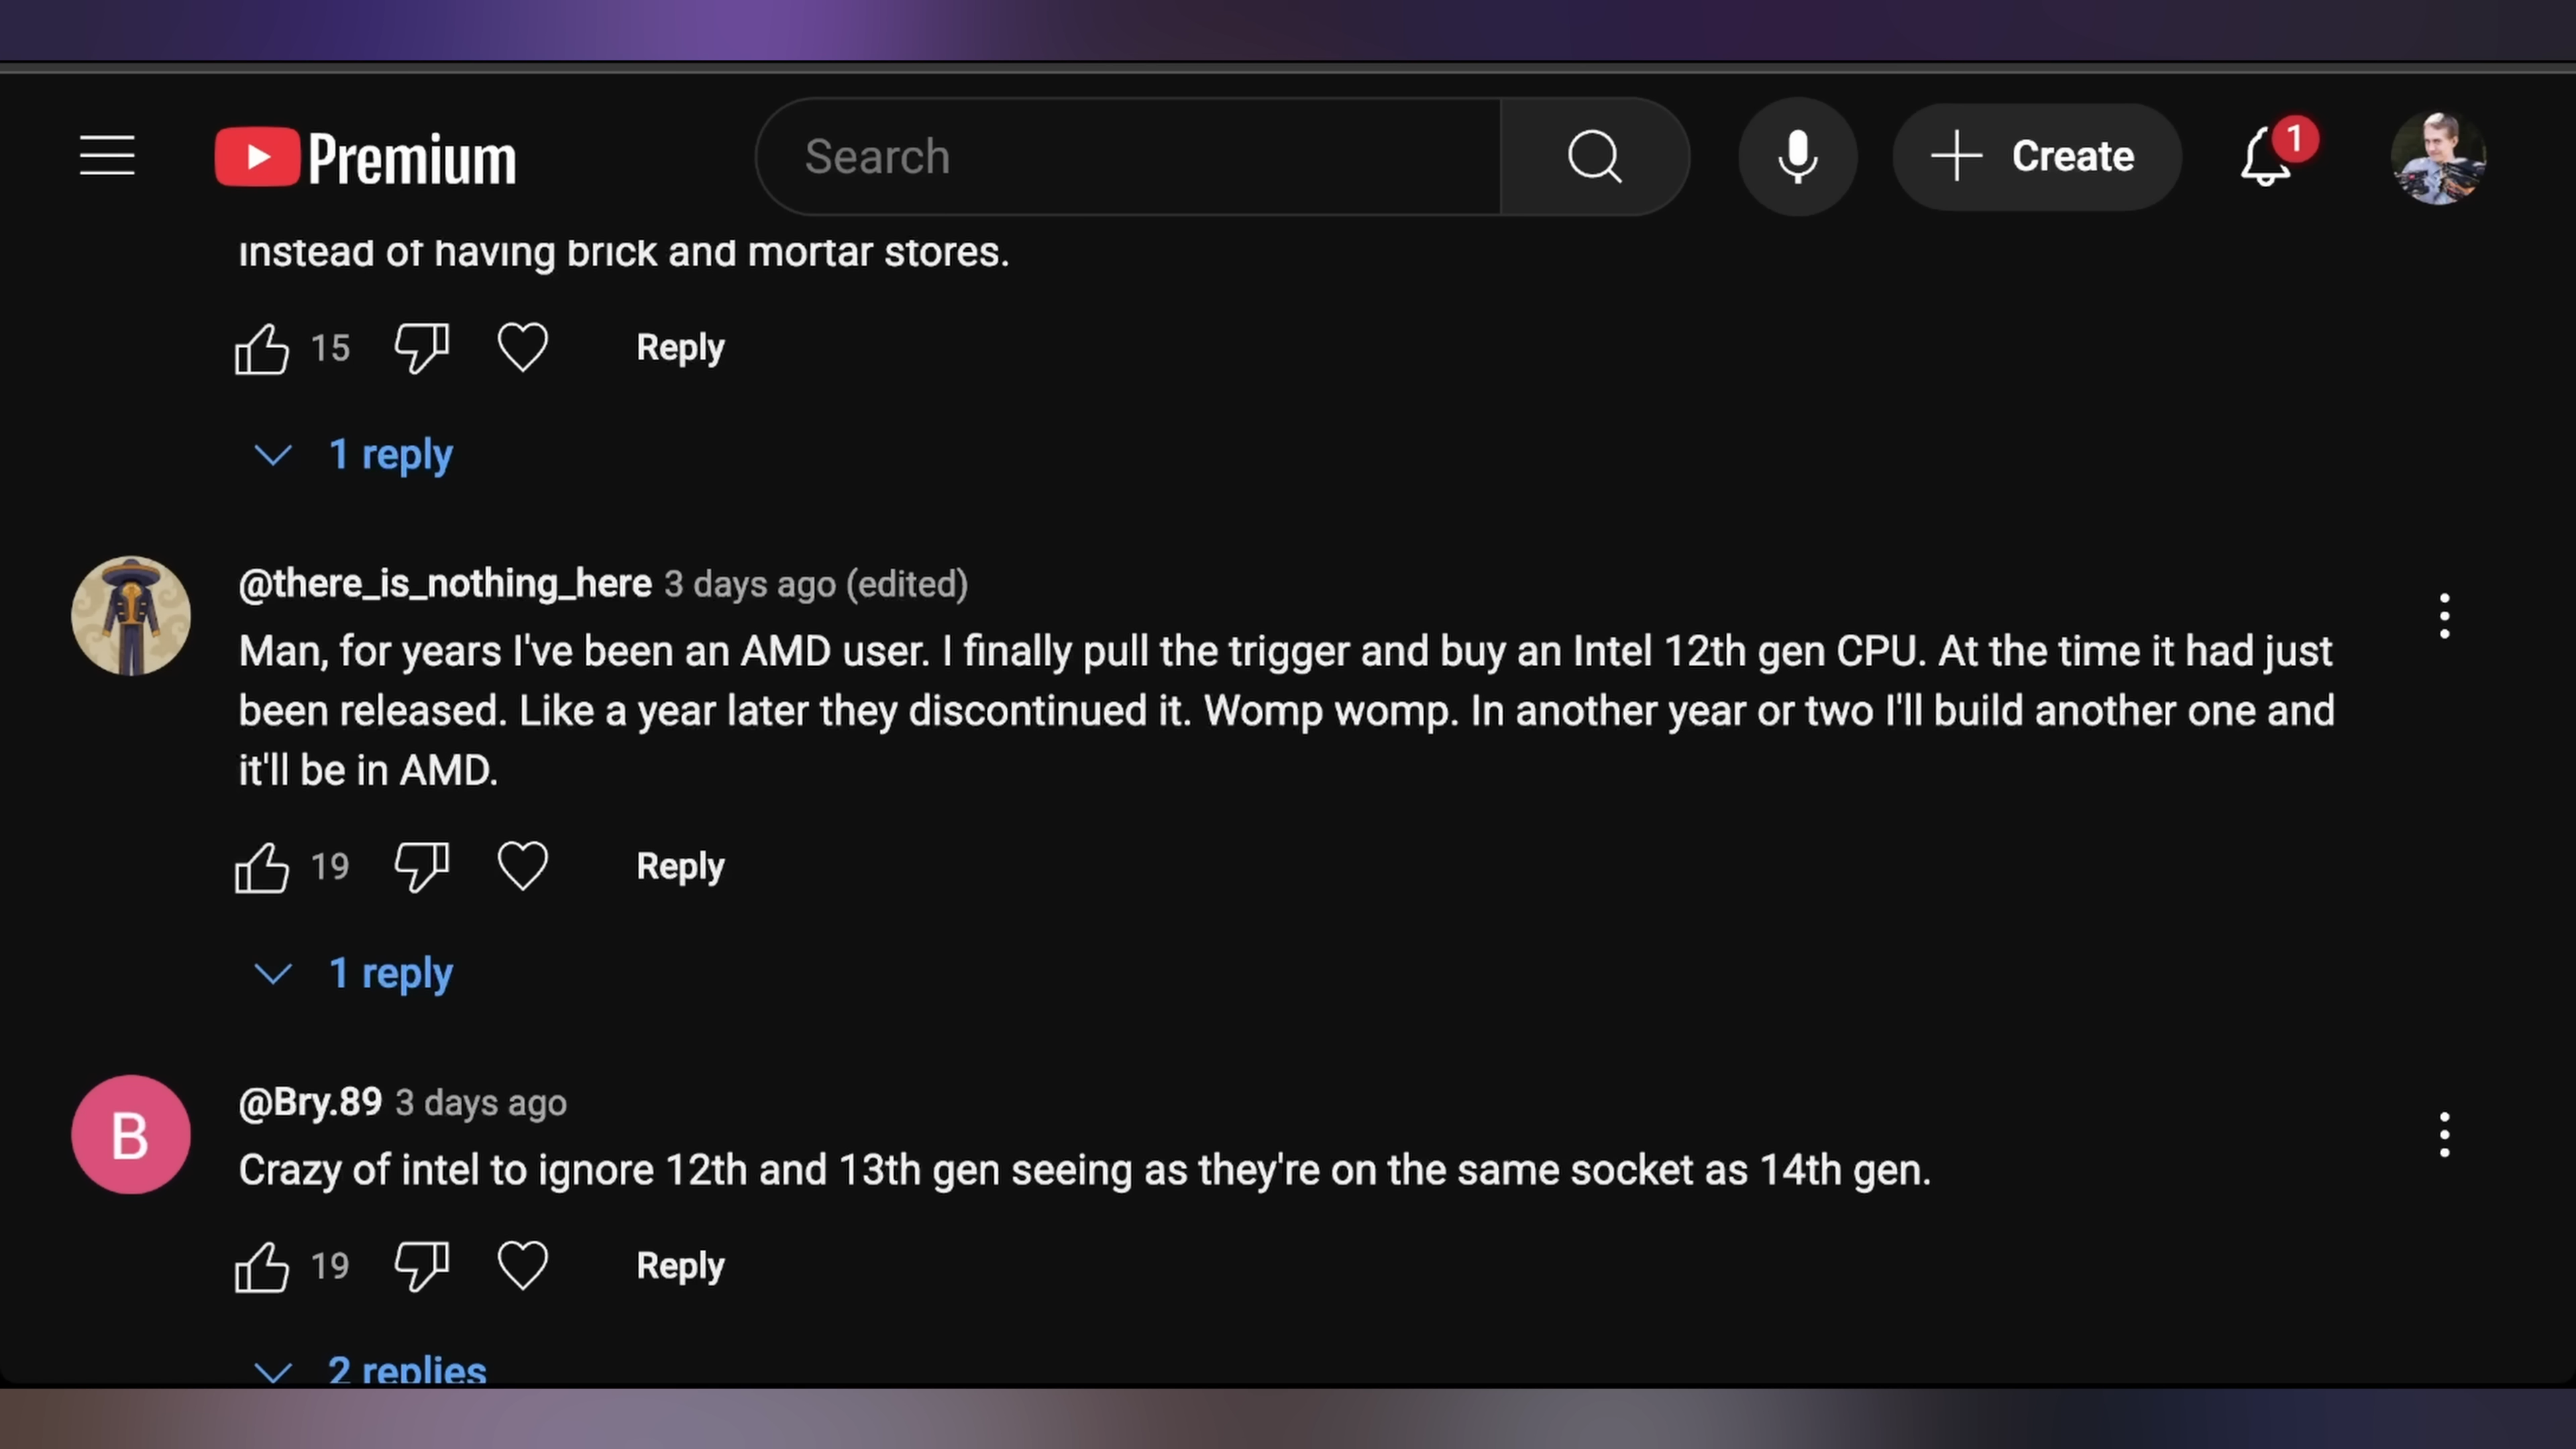 Premium
Search
Create
1
instead of having brick and mortar stores.
15
Reply
1 reply
@there_is_nothing_here 3 days ago (edited)
Man, for years I've been an AMD user. I finally pull the trigger and buy an Intel 12th gen CPU. At the time it had just
been released. Like a year later they discontinued it. Womp womp. In another year or two I'll build another one and
it'll be in AMD.
19
Reply
1 reply
B
@Bry.89 3 days ago
Crazy of intel to ignore 12th and 13th gen seeing as they're on the same socket as 14th gen.
19
Reply
2 replies